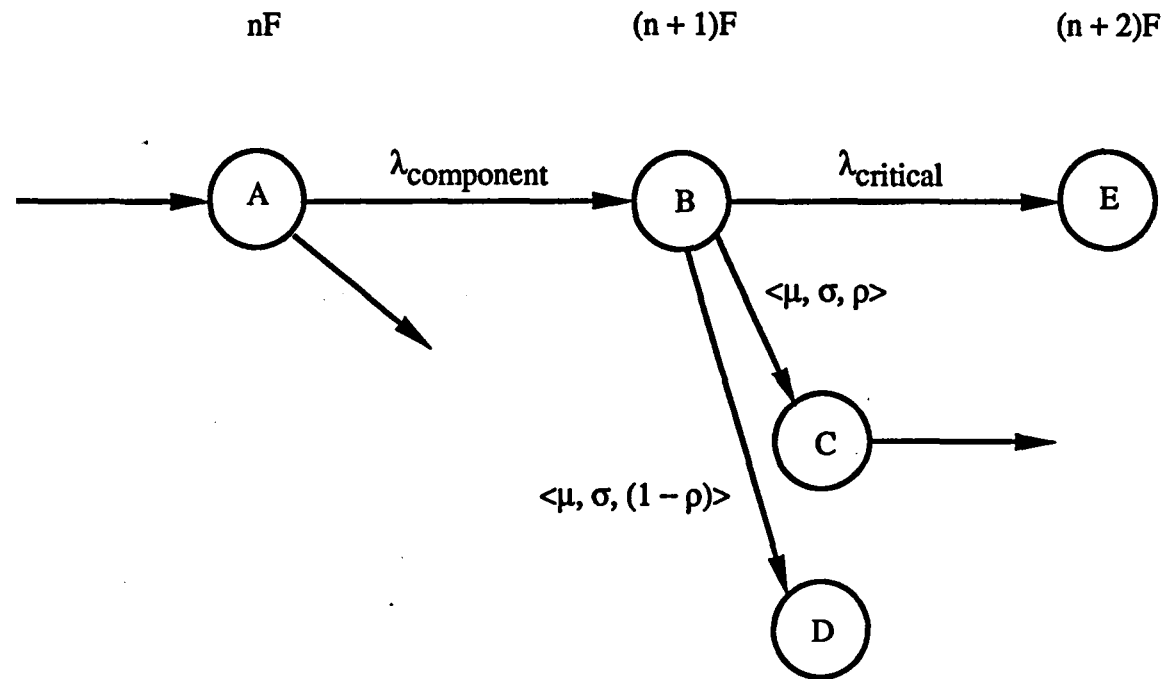 nF (n + 1)F (n + 2)F
A λcomponent B λcritical E
<μ, σ, ρ>
C
<μ, σ, (1 – ρ)>
D